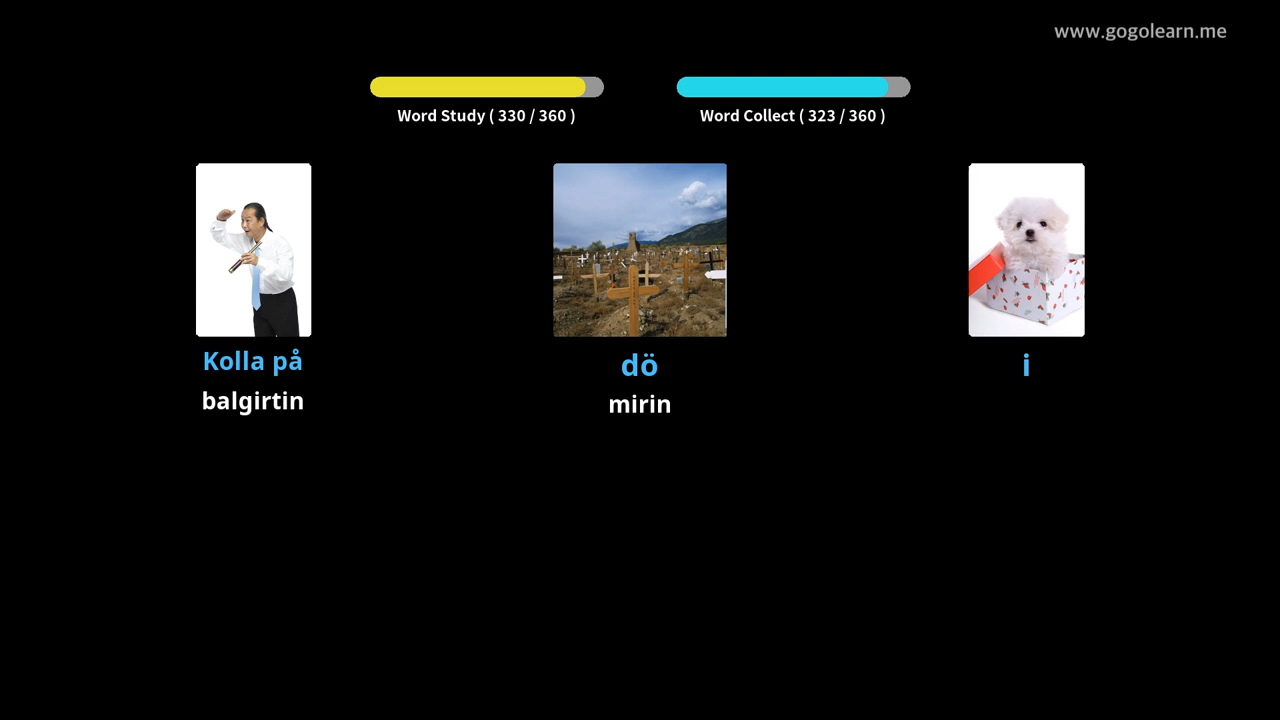 www.gogolearn.me
Word Study ( 330 / 360 )
Word Collect ( 323 / 360 )
Kolla på
dö
i
balgirtin
mirin